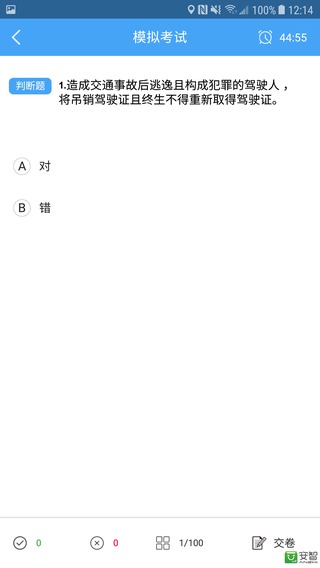 100% 12:14
模拟考试
44:55
判断题
1.造成交通事故后逃逸且构成犯罪的驾驶人，
将吊销驾驶证且终生不得重新取得驾驶证。
A 对
B 错
0
0
1/100
交卷
安智